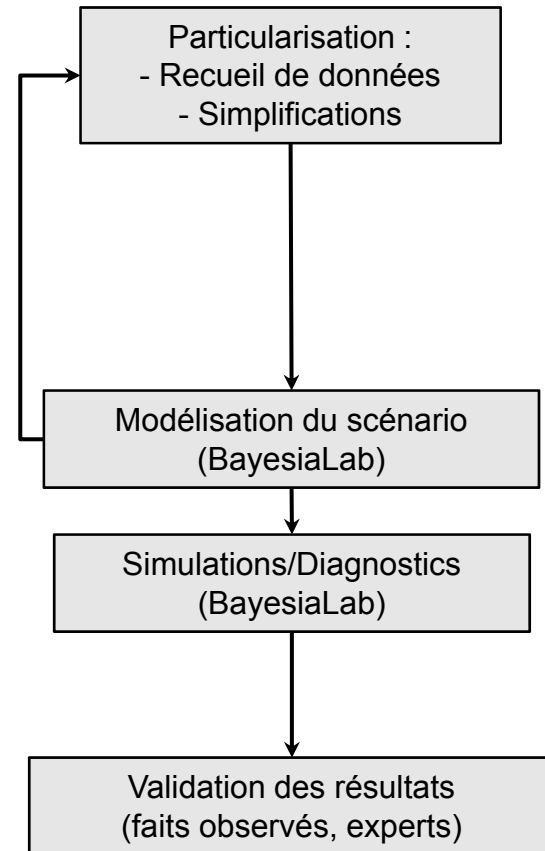 Particularisation :
- Recueil de données
- Simplifications
Modélisation du scénario
(BayesiaLab)
Simulations/Diagnostics
(BayesiaLab)
Validation des résultats
(faits observés, experts)